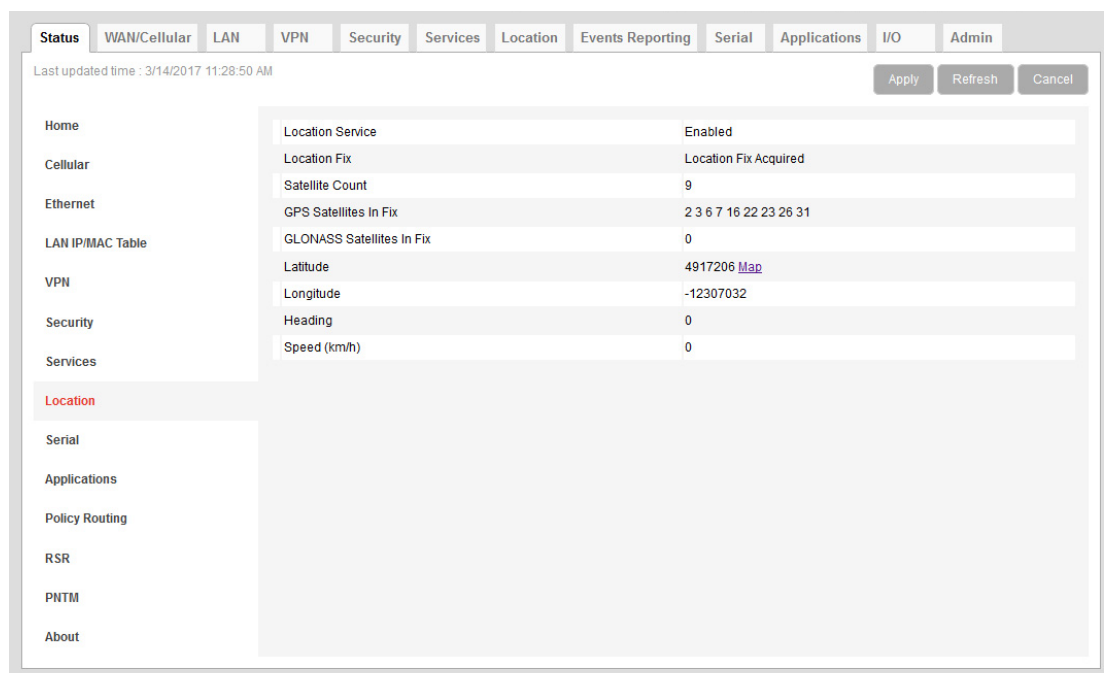 Status WAN/Cellular LAN VPN Security Services Location Events Reporting Serial Applications I/O Admin
Last updated time : 3/14/2017 11:28:50 AM
Apply Refresh Cancel
Home
Cellular
Ethernet
LAN IP/MAC Table
VPN
Security
Services
Location
Serial
Applications
Policy Routing
RSR
PNTM
About
Location Service Enabled
Location Fix Location Fix Acquired
Satellite Count 9
GPS Satellites In Fix 2 3 6 7 16 22 23 26 31
GLONASS Satellites In Fix 0
Latitude 4917206 Map
Longitude -12307032
Heading 0
Speed (km/h) 0